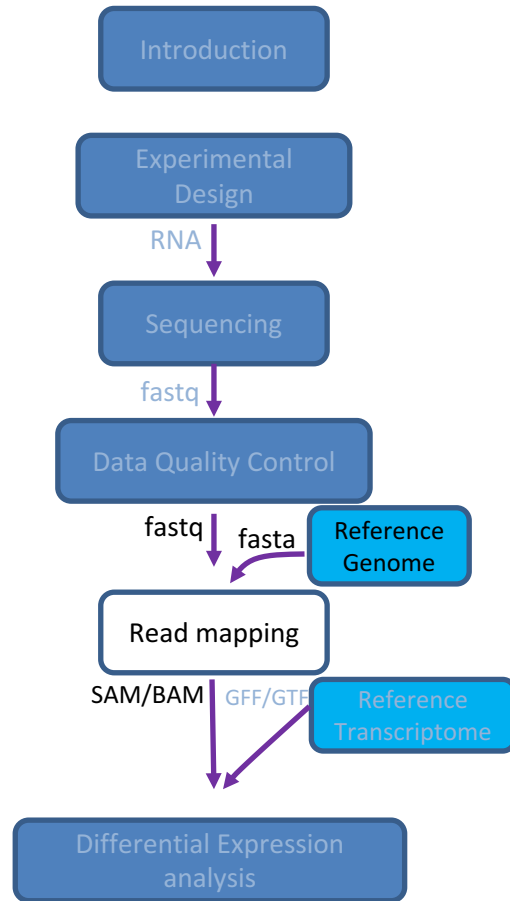 Introduction
Experimental
Design
RNA
Sequencing
fastq
Data Quality Control
fastq
fasta
Reference
Genome
Read mapping
SAM/BAM
GFF/GTF
Reference
Transcriptome
Differential Expression
analysis